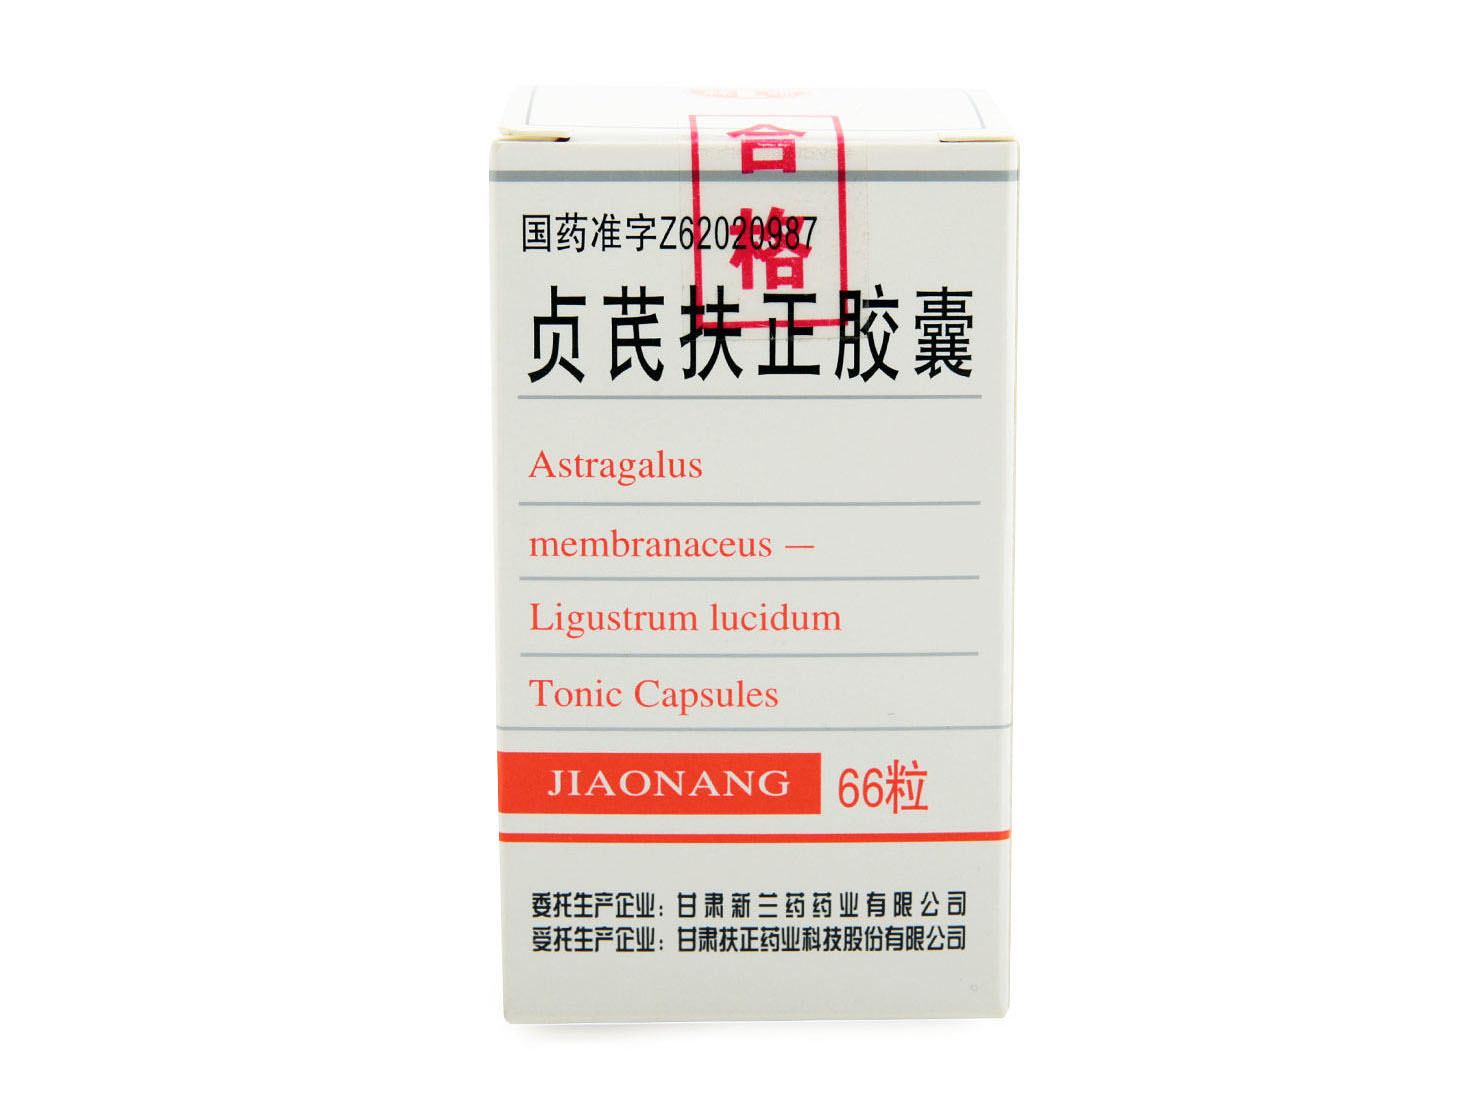 合
格
国药准字Z62020987
贞芪扶正胶囊
Astragalus
membranaceus —
Ligustrum lucidum
Tonic Capsules
JIAONANG 66粒
委托生产企业：甘肃新兰药药业有限公司
受托生产企业：甘肃扶正药业科技股份有限公司